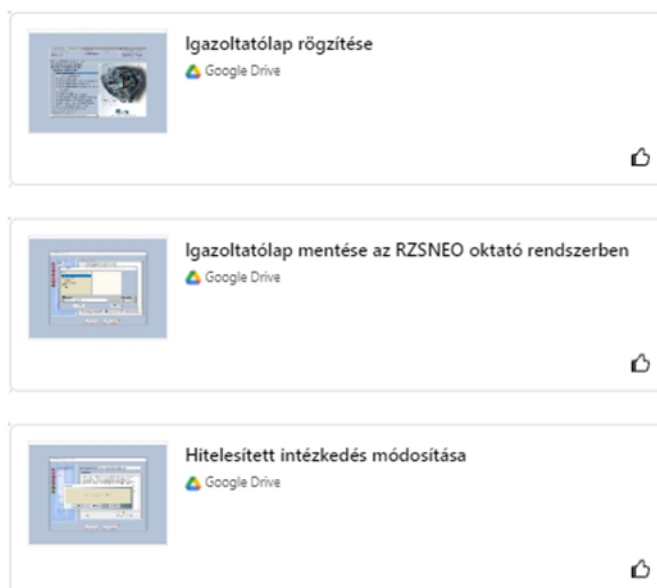 Igazoltatólap rögzítése
Google Drive
Igazoltatólap mentése az RZSNEO oktató rendszerben
Google Drive
Hitelesített intézkedés módosítása
Google Drive